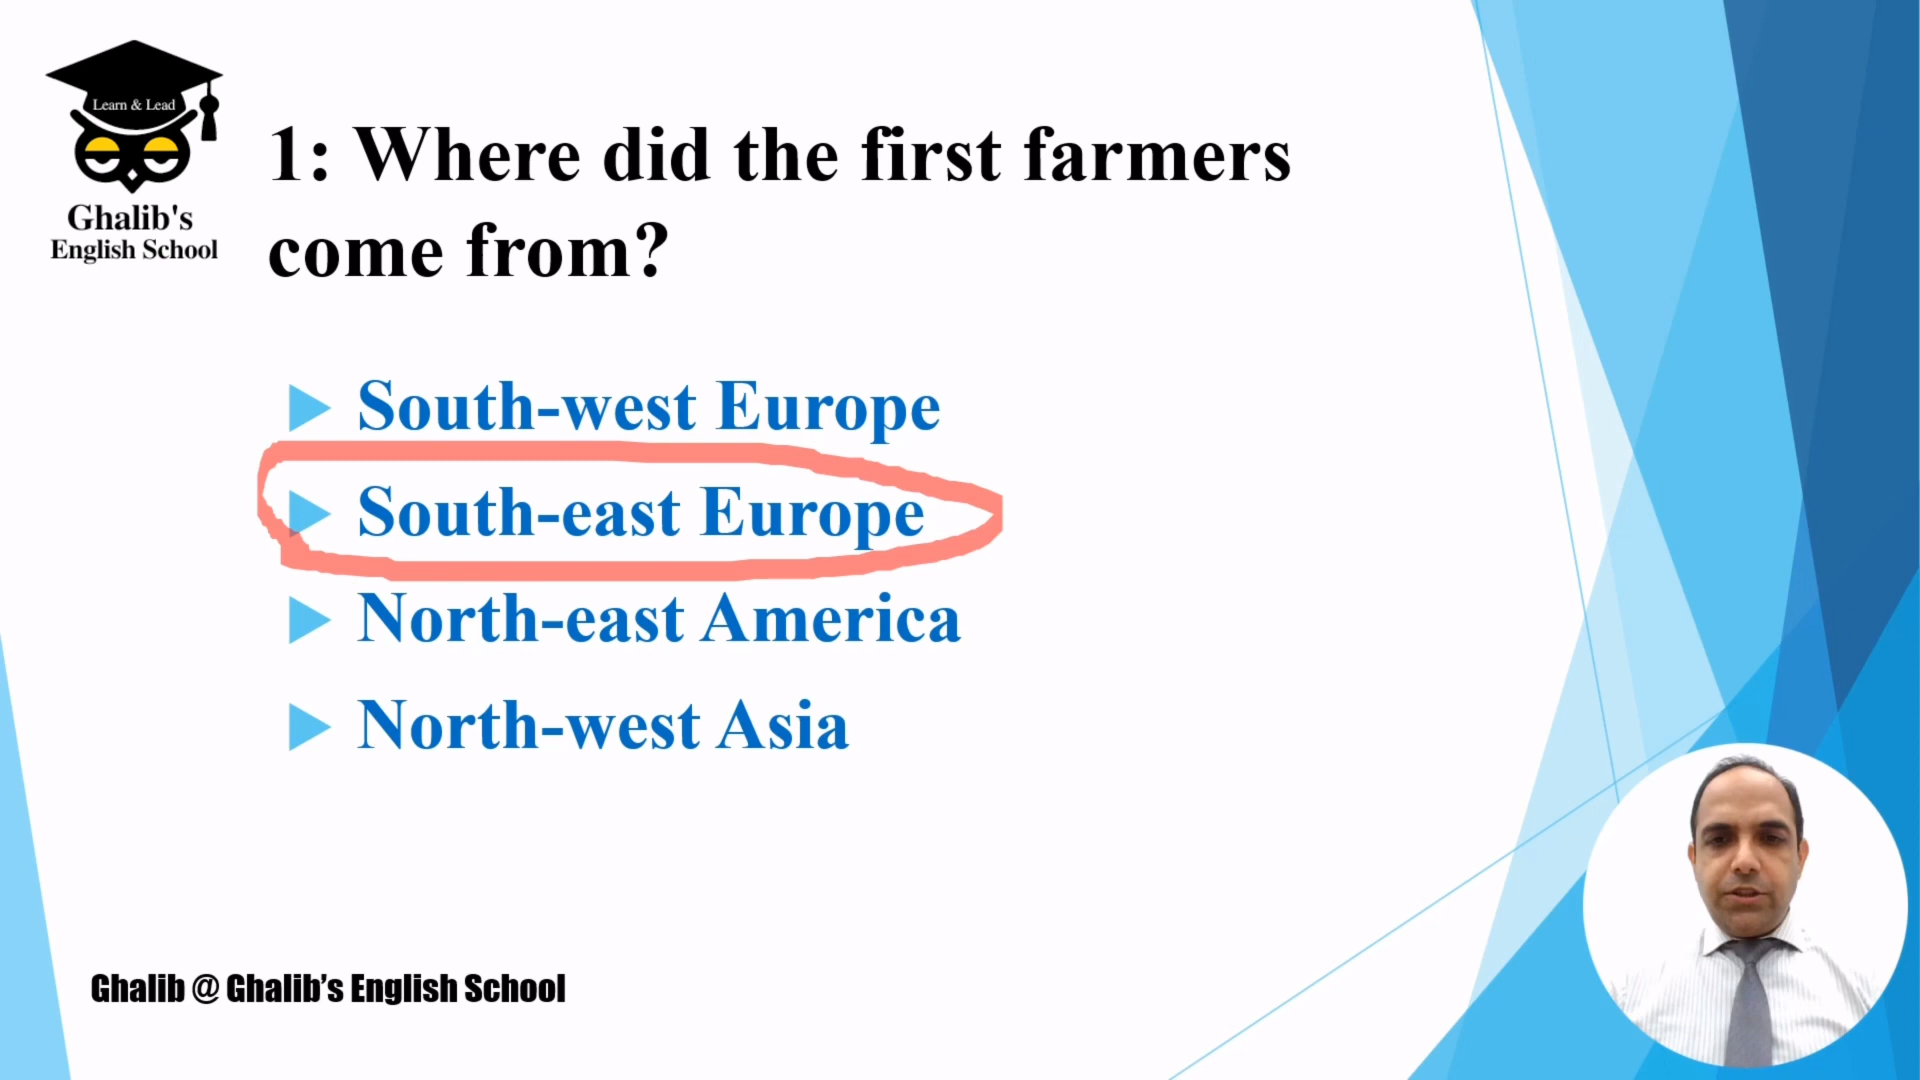 Learn & Lead
Ghalib's
English School
1: Where did the first farmers
come from?
South-west Europe
South-east Europe
North-east America
North-west Asia
Ghalib @ Ghalib’s English School